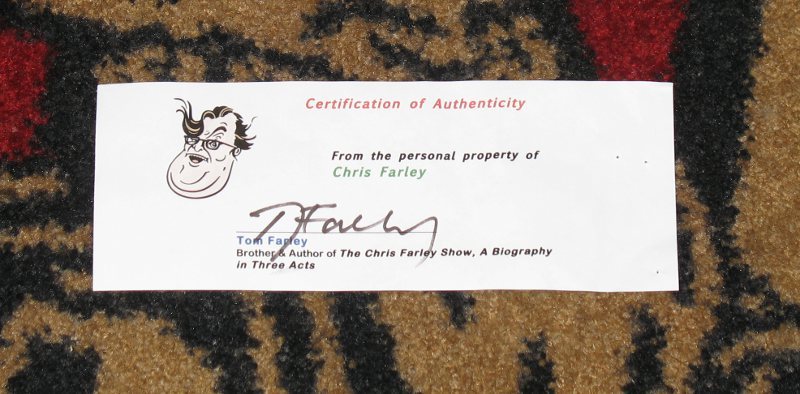 Certification of Authenticity
From the personal property of
Chris Farley
T Farley
Tom Farley
Brother & Author of The Chris Farley Show, A Biography
in Three Acts